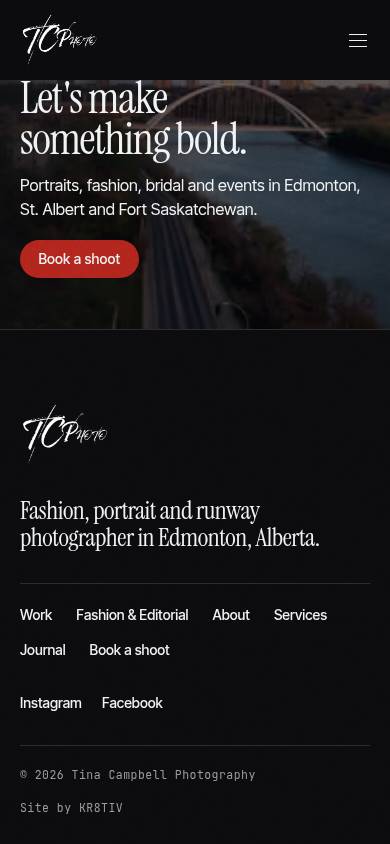 TCPHOTO
Let's make
something bold.
Portraits, fashion, bridal and events in Edmonton,
St. Albert and Fort Saskatchewan.
Book a shoot
TCPHOTO
Fashion, portrait and runway
photographer in Edmonton, Alberta.
Work Fashion & Editorial About Services
Journal Book a shoot
Instagram Facebook
© 2026 Tina Campbell Photography
Site by KR8TIV